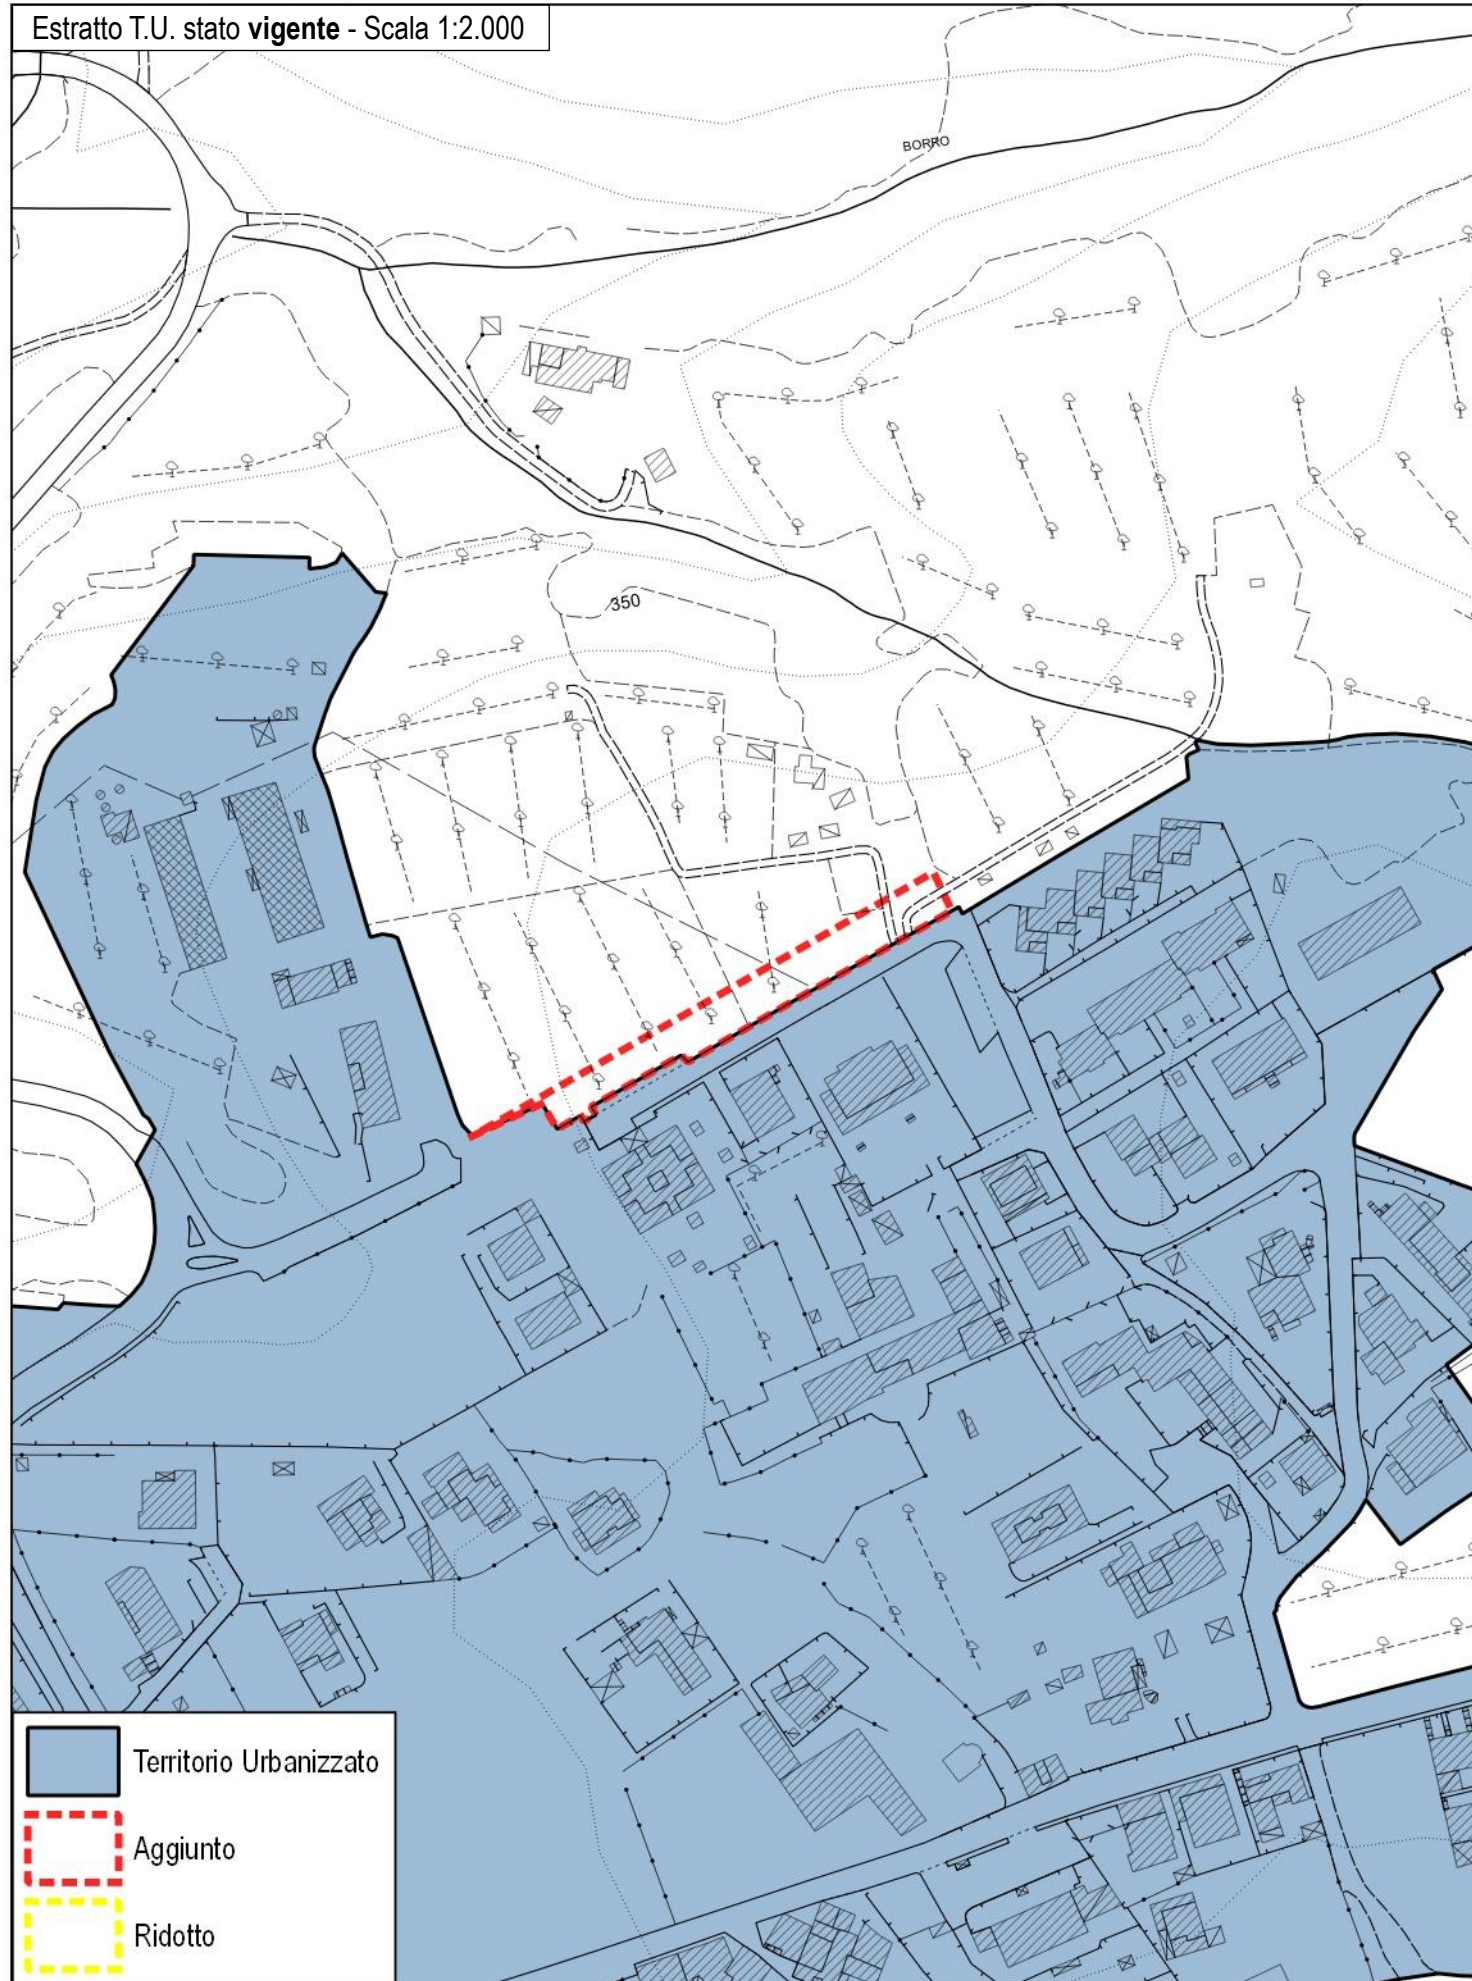 Estratto T.U. stato vigente - Scala 1:2.000
BORRO
350
Territorio Urbanizzato
Aggiunto
Ridotto